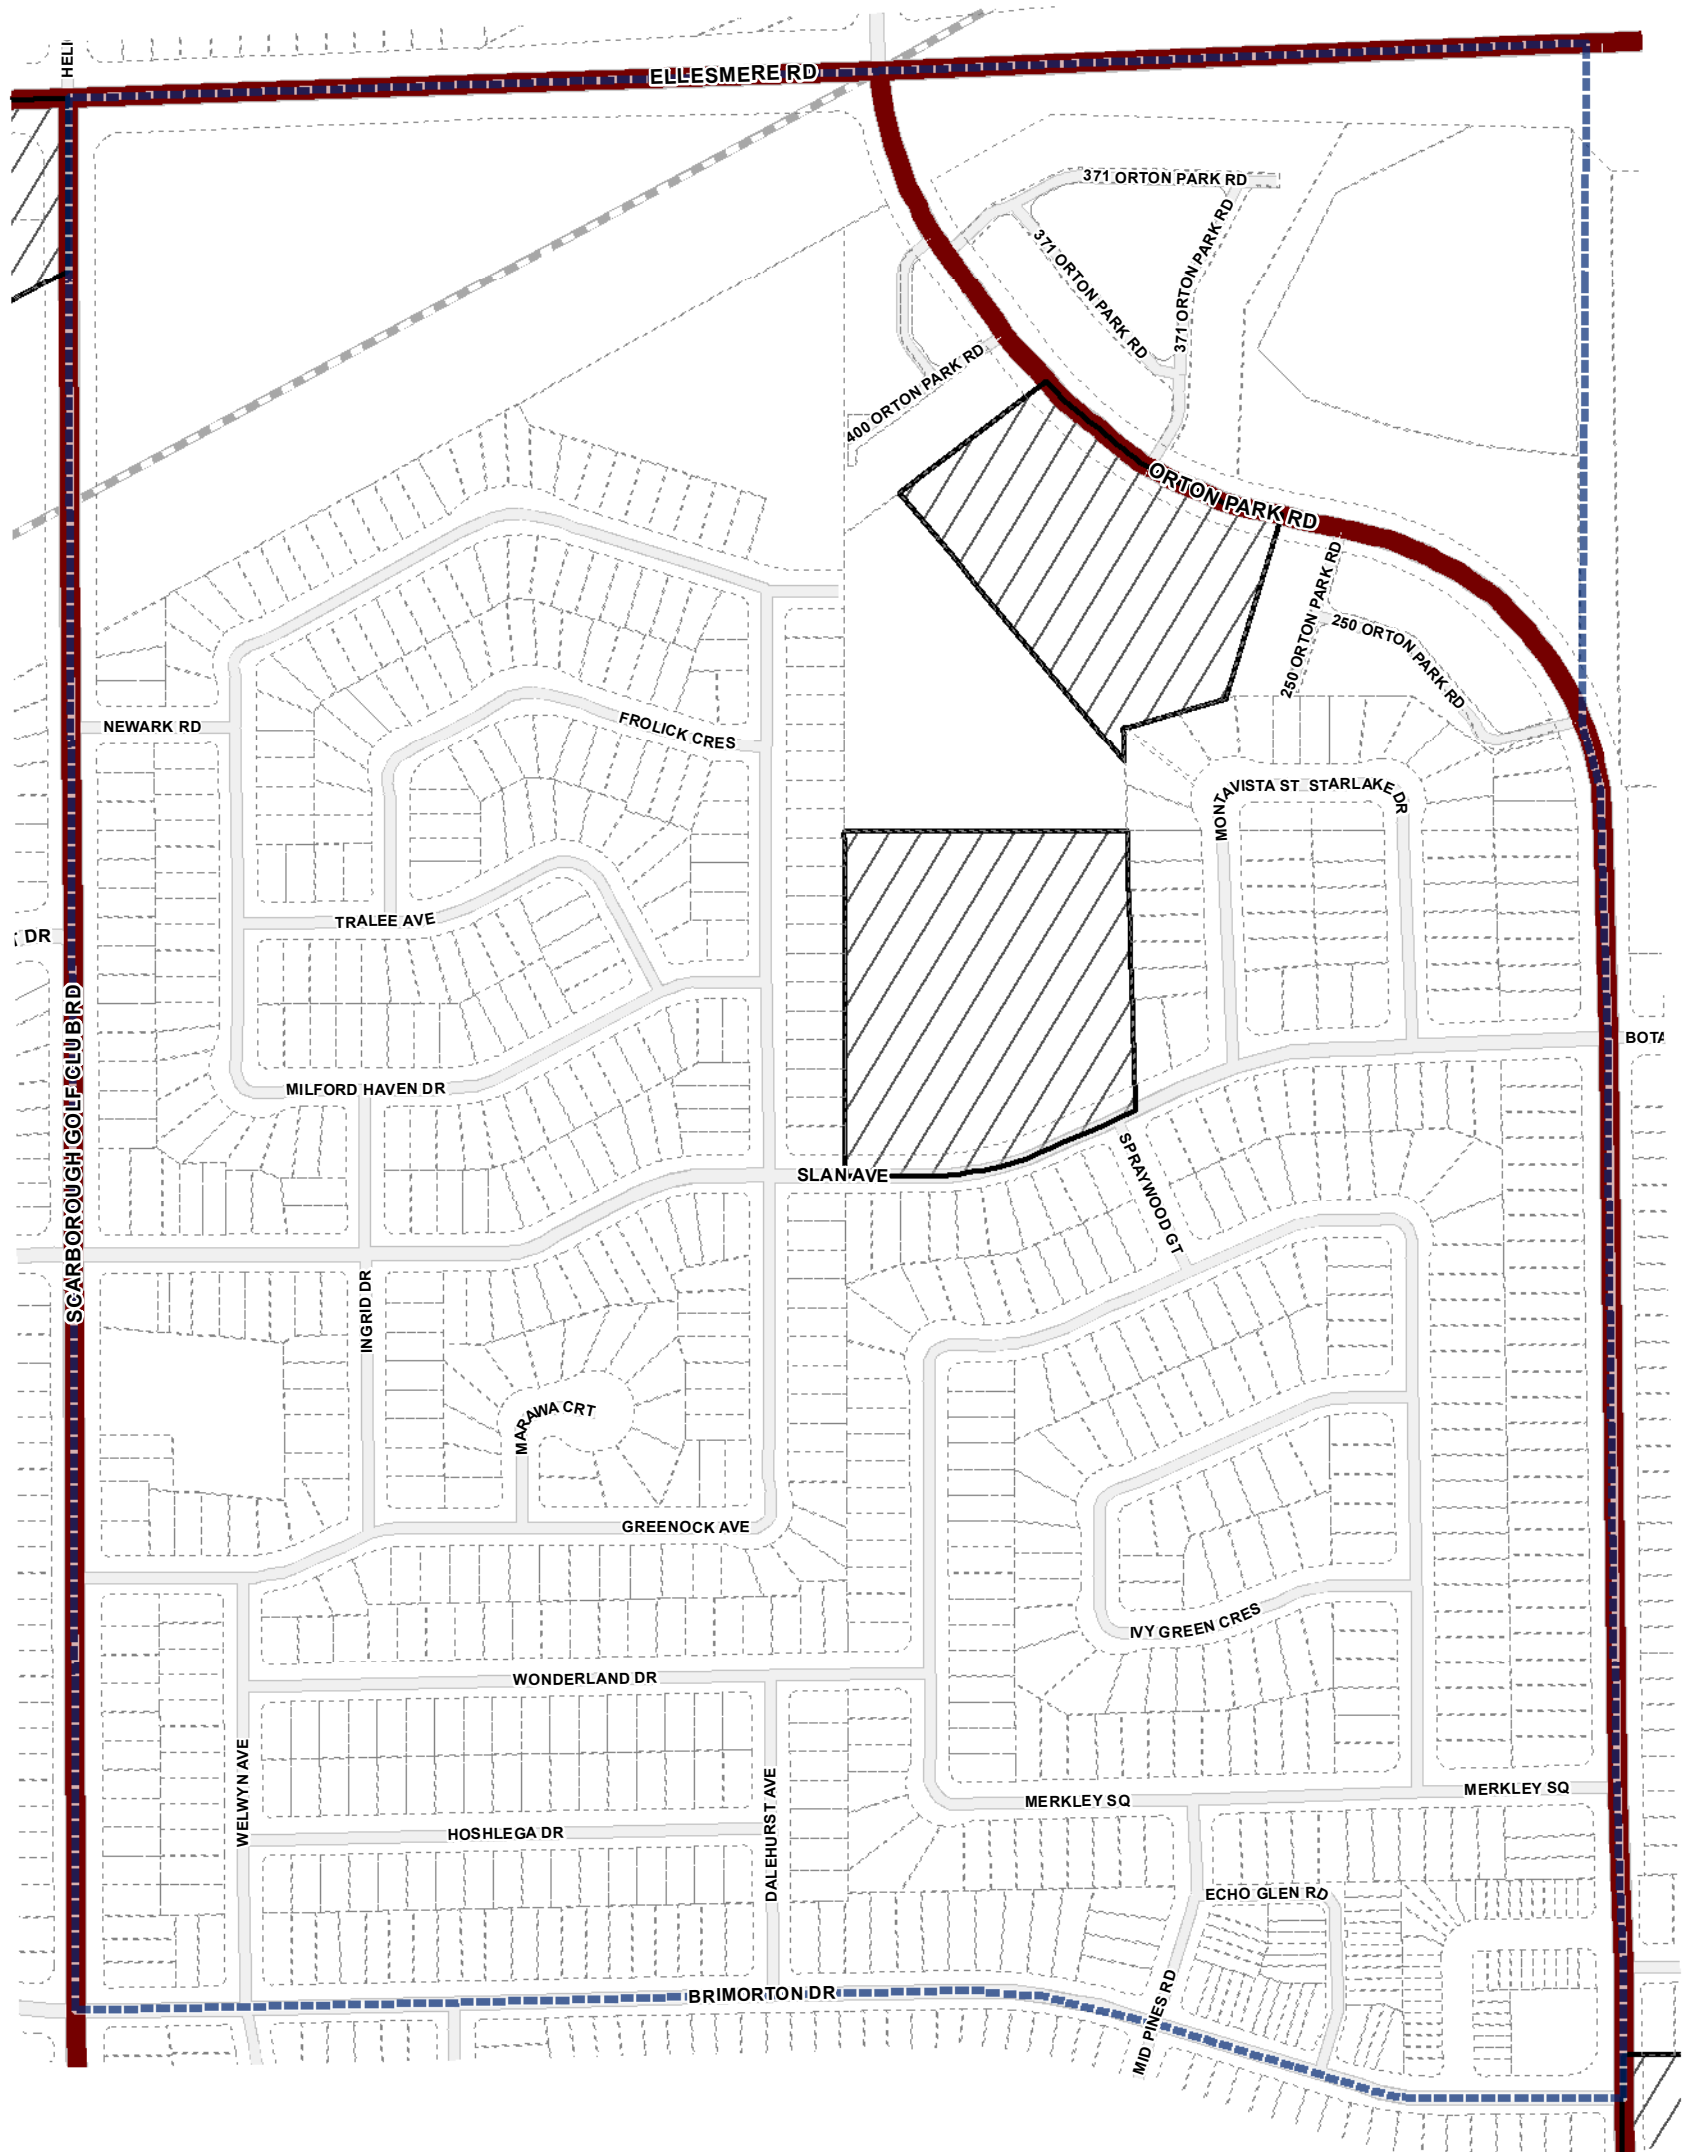 HELI
ELLESMERE RD
371 ORTON PARK RD
371 ORTON PARK RD
371 ORTON PARK RD
400 ORTON PARK RD
ORTON PARK RD
250 ORTON PARK RD
250 ORTON PARK RD
NEWARK RD
FROLICK CRES
MONTAVISTA ST
STARLAKE DR
TRALEE AVE
DR
SCARBOROUGH GOLF CLUB RD
BOTA
MILFORD HAVEN DR
SLAN AVE
SPRAYWOOD GT
INGRID DR
MARAWA CRT
GREENOCK AVE
IVY GREEN CRES
WONDERLAND DR
WELWYN AVE
DALEHURST AVE
MERKLEY SQ
MERKLEY SQ
HOSHLEGA DR
ECHO GLEN RD
BRIMORTON DR
MID PINES RD